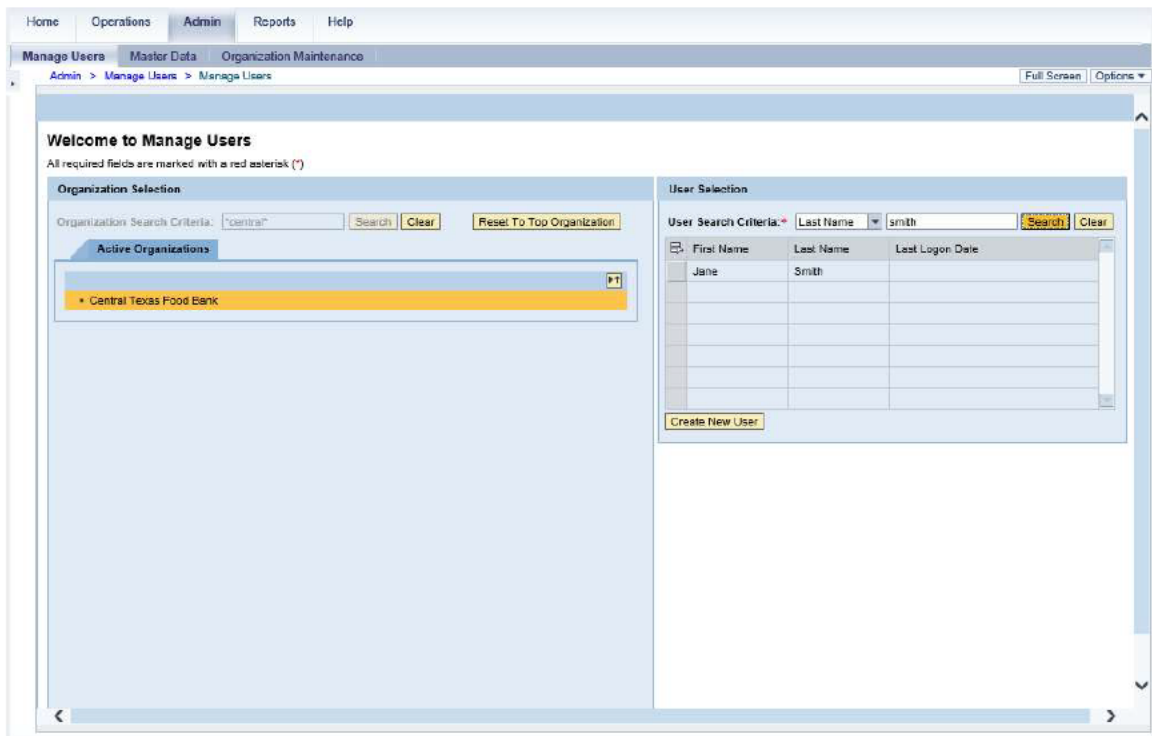 Home Operations Admin Reports Help
Manage Users Master Data Organization Maintenance
Admin > Manage Users > Manage Users Full Screen Options
Welcome to Manage Users
All required fields are marked with a red asterisk (*)
Organization Selection
Organization Search Criteria: *central* Search Clear Reset To Top Organization
Active Organizations
• Central Texas Food Bank
User Selection
User Search Criteria:* Last Name smith Search Clear
First Name Last Name Last Logon Date
Jane Smith
Create New User